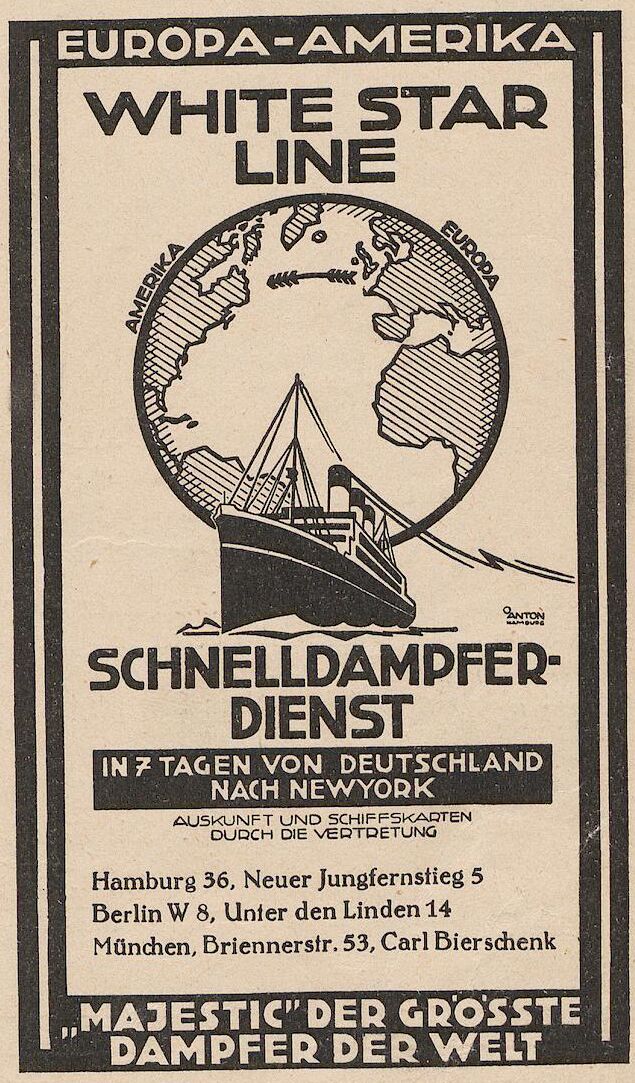 EUROPA-AMERIKA
WHITE STAR
LINE
AMERIKA
EUROPA
O. ANTON
HAMBURG
SCHNELLDAMPFER-
DIENST
IN 7 TAGEN VON DEUTSCHLAND
NACH NEWYORK
AUSKUNFT UND SCHIFFSKARTEN
DURCH DIE VERTRETUNG
Hamburg 36, Neuer Jungfernstieg 5
Berlin W 8, Unter den Linden 14
München, Briennerstr. 53, Carl Bierschenk
„MAJESTIC" DER GRÖSSTE
DAMPFER DER WELT